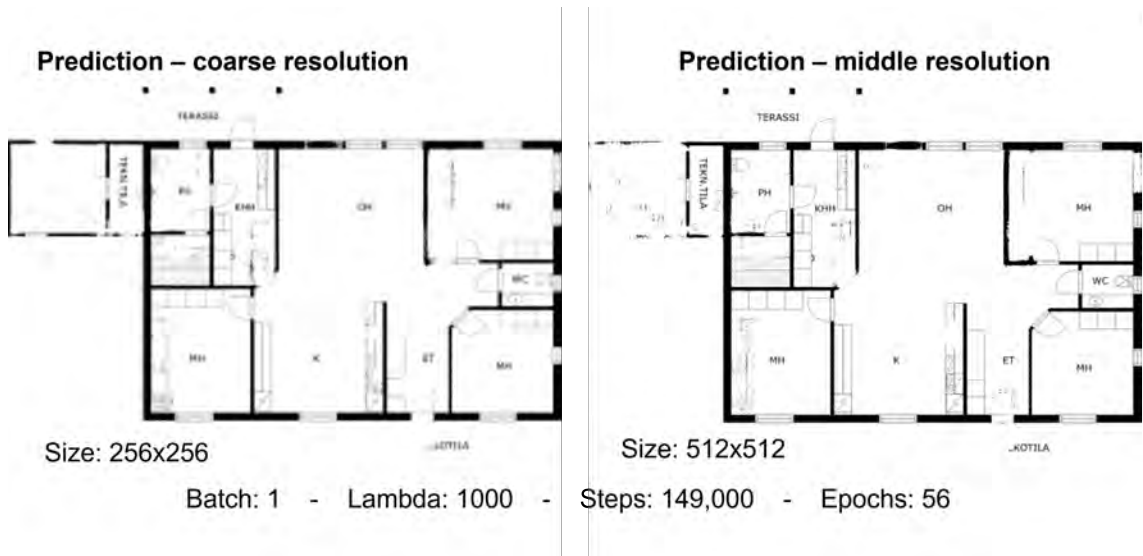 Prediction – coarse resolution
Prediction – middle resolution
TERASSI
TEKN.TILA
KHH
OH
MH
WC
MH
K
ET
MH
TERASSI
TEKN.TILA
PH
KHH
OH
MH
WC
MH
K
ET
MH
KOTILA
Size: 256x256
Size: 512x512
Batch: 1 - Lambda: 1000 - Steps: 149,000 - Epochs: 56